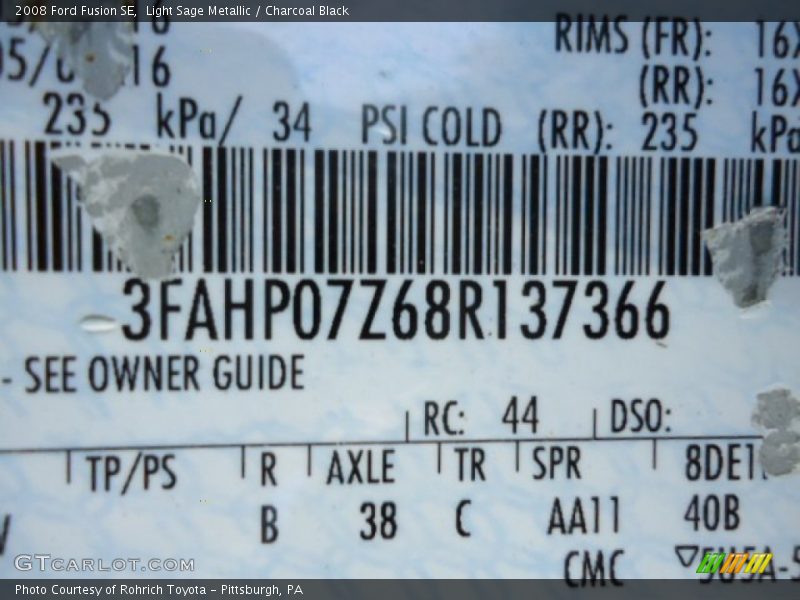 2008 Ford Fusion SE,  Light Sage Metallic / Charcoal Black
RIMS (FR): 16X
16
(RR): 16X
235 kPa/ 34 PSI COLD (RR): 235 kPa
3FAHP07Z68R137366
- SEE OWNER GUIDE
RC: 44 DSO:
TP/PS R AXLE TR SPR 8DE1
B 38 C AA11 40B
CMC
GTCARLOT.COM
Photo Courtesy of Rohrich Toyota - Pittsburgh, PA